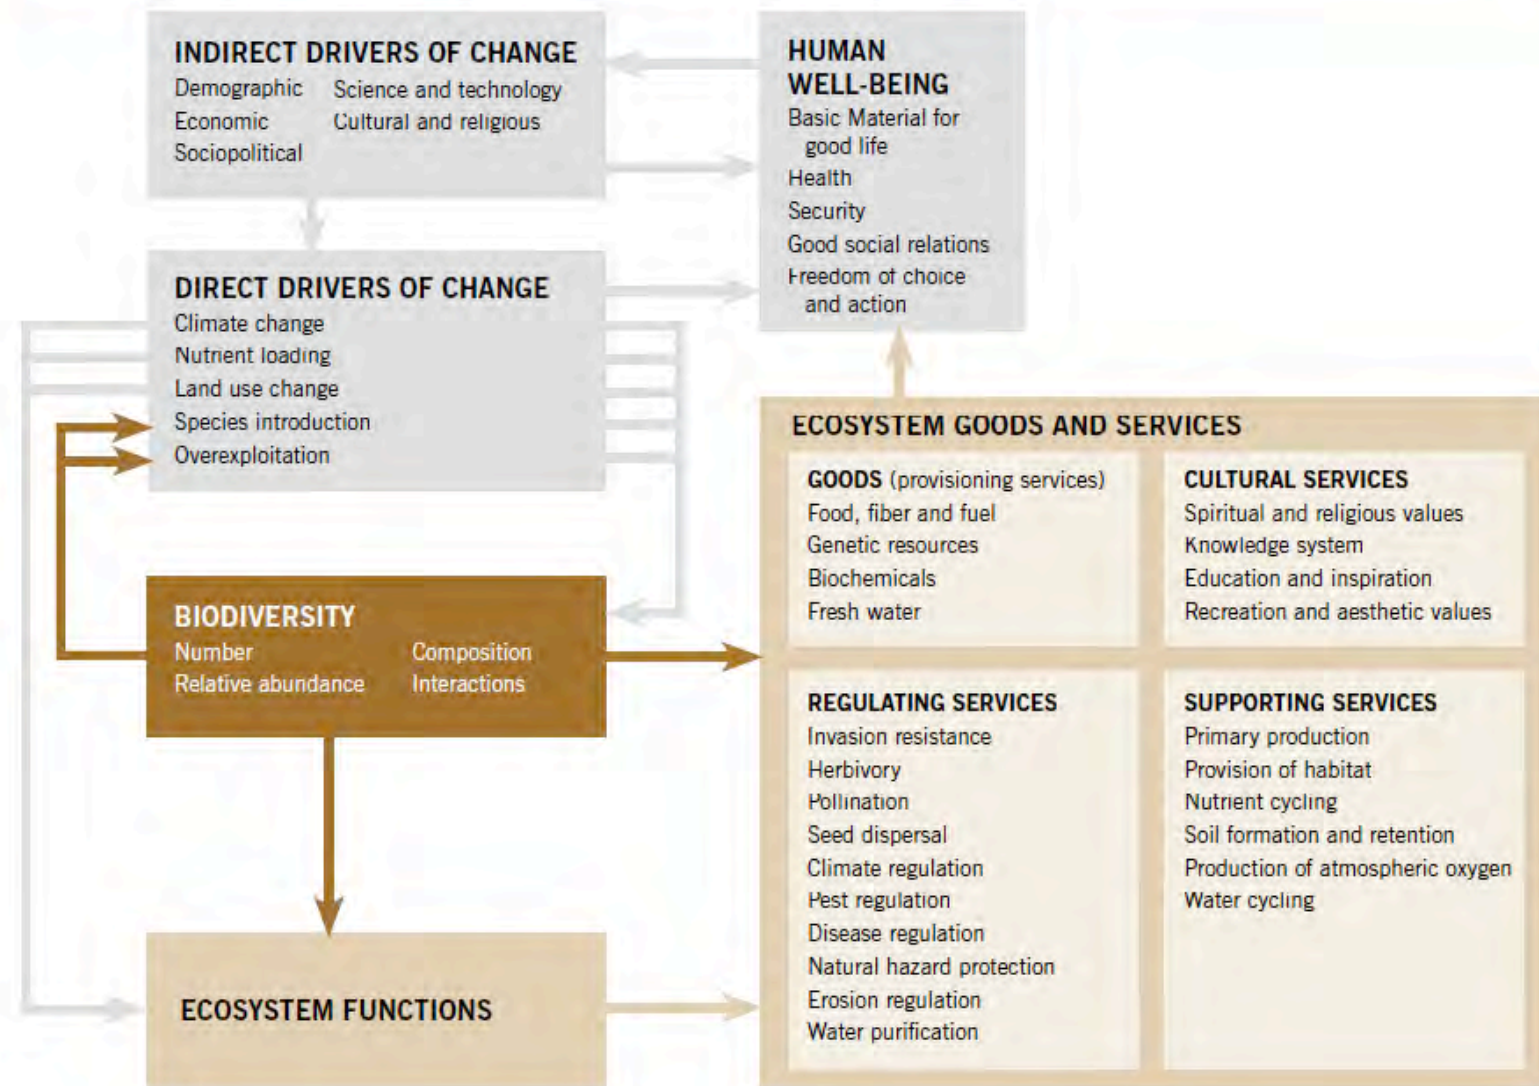 INDIRECT DRIVERS OF CHANGE
Demographic
Economic
Sociopolitical
Science and technology
Cultural and religious
HUMAN
WELL-BEING
Basic Material for
good life
Health
Security
Good social relations
Freedom of choice
and action
DIRECT DRIVERS OF CHANGE
Climate change
Nutrient loading
Land use change
Species introduction
Overexploitation
BIODIVERSITY
Number
Relative abundance
Composition
Interactions
ECOSYSTEM FUNCTIONS
ECOSYSTEM GOODS AND SERVICES
GOODS (provisioning services)
Food, fiber and fuel
Genetic resources
Biochemicals
Fresh water
CULTURAL SERVICES
Spiritual and religious values
Knowledge system
Education and inspiration
Recreation and aesthetic values
REGULATING SERVICES
Invasion resistance
Herbivory
Pollination
Seed dispersal
Climate regulation
Pest regulation
Disease regulation
Natural hazard protection
Erosion regulation
Water purification
SUPPORTING SERVICES
Primary production
Provision of habitat
Nutrient cycling
Soil formation and retention
Production of atmospheric oxygen
Water cycling